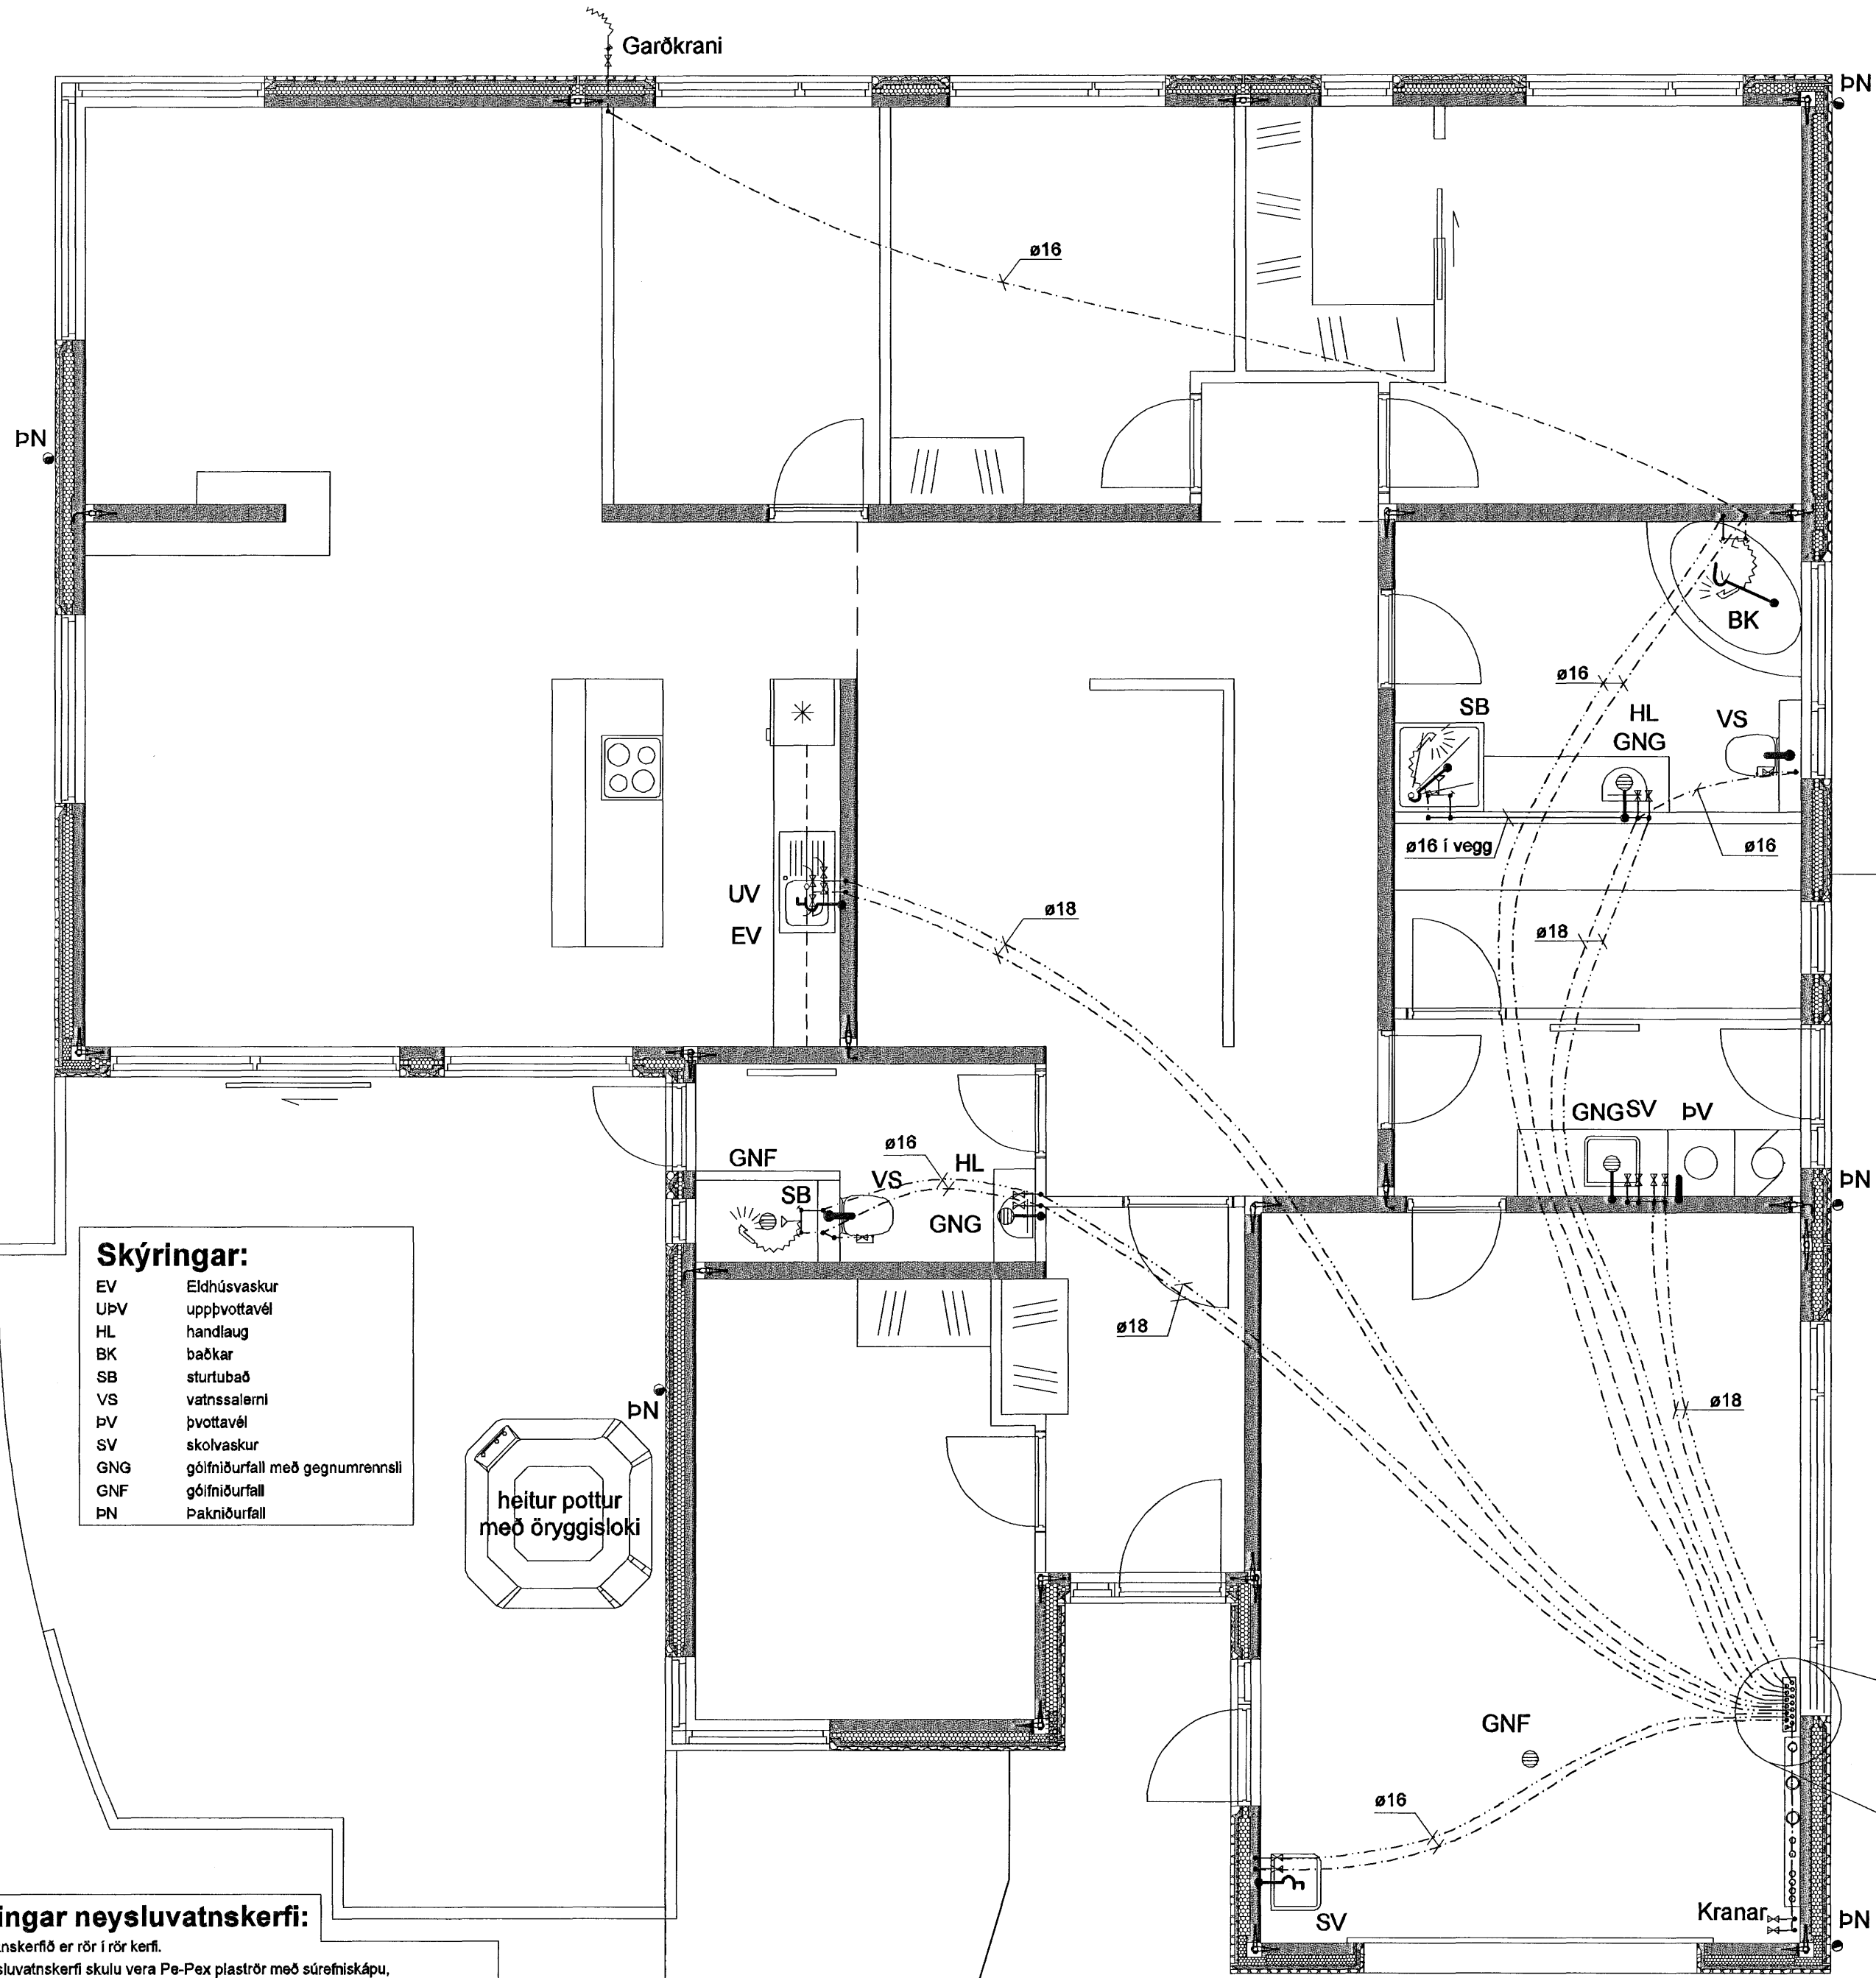 Garðkrani
ÞN
ø16
ÞN
BK
ø16
SB
HL
VS
GNG
ø16 í vegg
ø16
UV
EV
ø18
ø18
GNG
SV
ÞV
ø16
HL
GNF
VS
SB
GNG
ÞN
ø18
ø18
ÞN
Skýringar:
EV Eldhúsvaskur
UÞV uppþvottavél
HL handlaug
BK baðkar
SB sturtubað
VS vatnssalerni
ÞV þvottavél
SV skolvaskur
GNG gólfniðurfall með gegnumrennsli
GNF gólfniðurfall
ÞN Þakniðurfall
heitur pottur
með öryggisloki
GNF
ø16
SV
Kranar
ÞN
ingar neysluvatnskerfi:
nskerfið er rör í rör kerfi.
sluvatnskerfi skulu vera Pe-Pex plaströr með súrefniskápu,